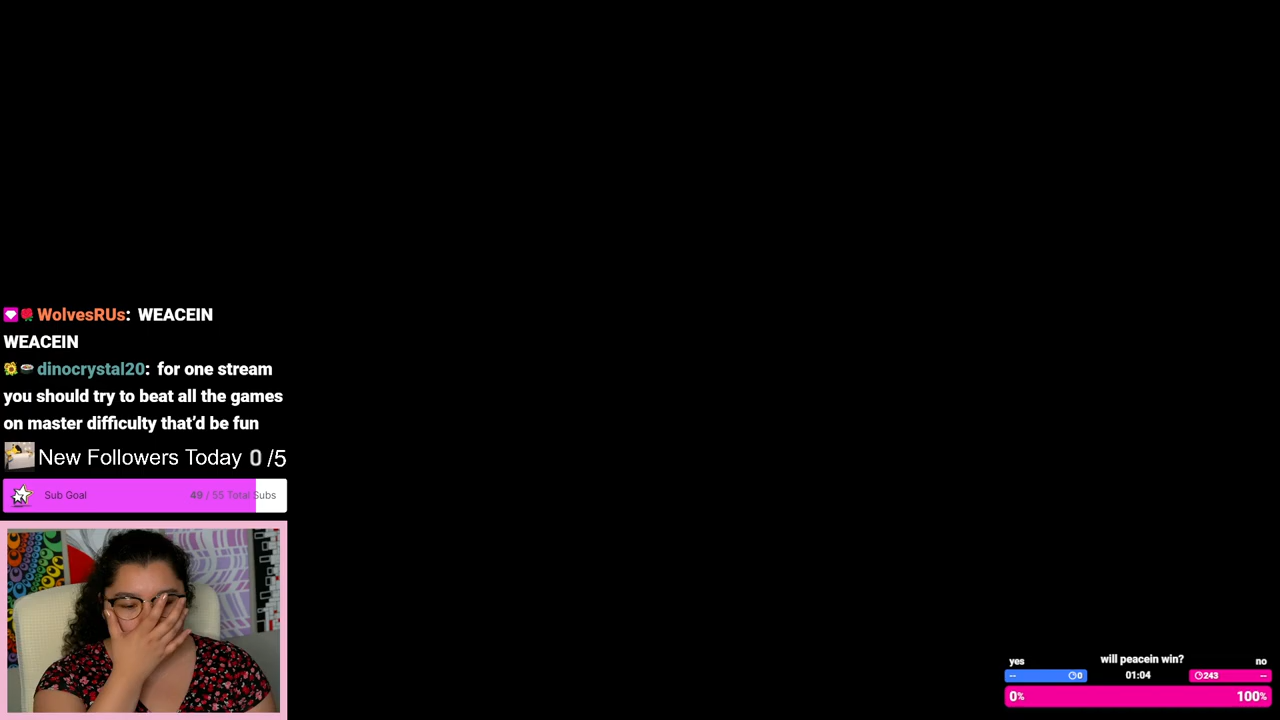 WolvesRUs: WEACEIN
WEACEIN
dinocrystal20: for one stream
you should try to beat all the games
on master difficulty that'd be fun
New Followers Today 0 /5
Sub Goal 49 / 55 Total Subs
yes will peacein win? no
-- 0 01:04 243 --
0% 100%